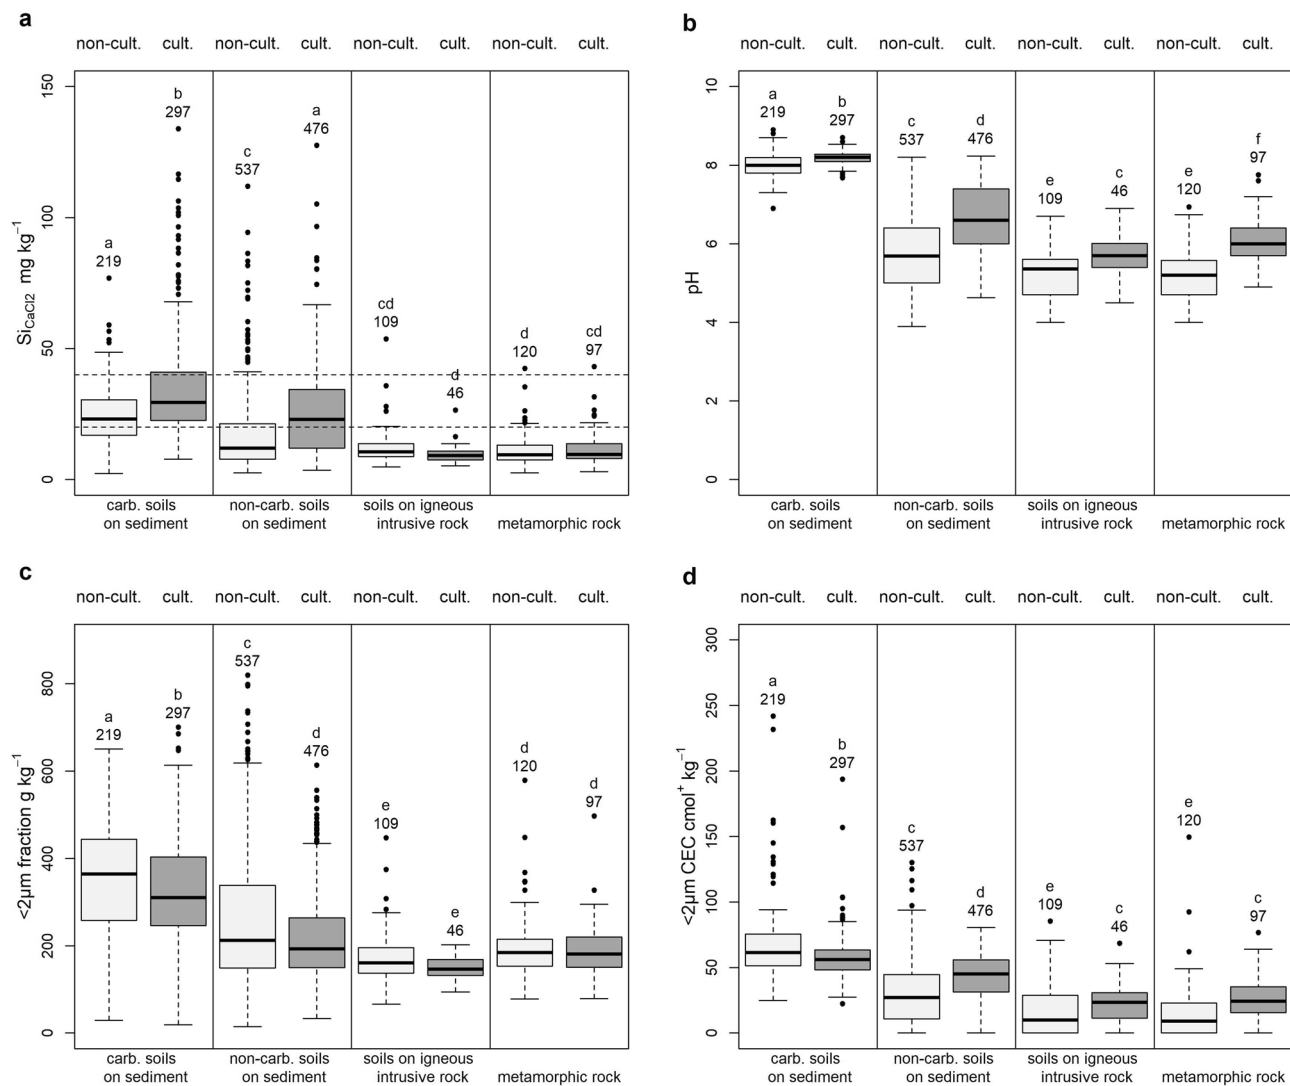 a
non-cult. cult. non-cult. cult. non-cult. cult. non-cult. cult.
SiCaCl2 mg kg−1
150
100
50
0
a
219
b
297
c
537
a
476
cd
109
d
46
d
120
cd
97
carb. soils
on sediment
non-carb. soils
on sediment
soils on igneous
intrusive rock
metamorphic rock
b
non-cult. cult. non-cult. cult. non-cult. cult. non-cult. cult.
pH
10
8
6
4
2
0
a
219
b
297
c
537
d
476
e
109
c
46
e
120
f
97
carb. soils
on sediment
non-carb. soils
on sediment
soils on igneous
intrusive rock
metamorphic rock
c
non-cult. cult. non-cult. cult. non-cult. cult. non-cult. cult.
<2μm fraction g kg−1
800
600
400
200
0
a
219
b
297
c
537
d
476
e
109
e
46
d
120
d
97
carb. soils
on sediment
non-carb. soils
on sediment
soils on igneous
intrusive rock
metamorphic rock
d
non-cult. cult. non-cult. cult. non-cult. cult. non-cult. cult.
<2μm CEC cmol+ kg−1
300
250
200
150
100
50
0
a
219
b
297
c
537
d
476
e
109
c
46
e
120
c
97
carb. soils
on sediment
non-carb. soils
on sediment
soils on igneous
intrusive rock
metamorphic rock